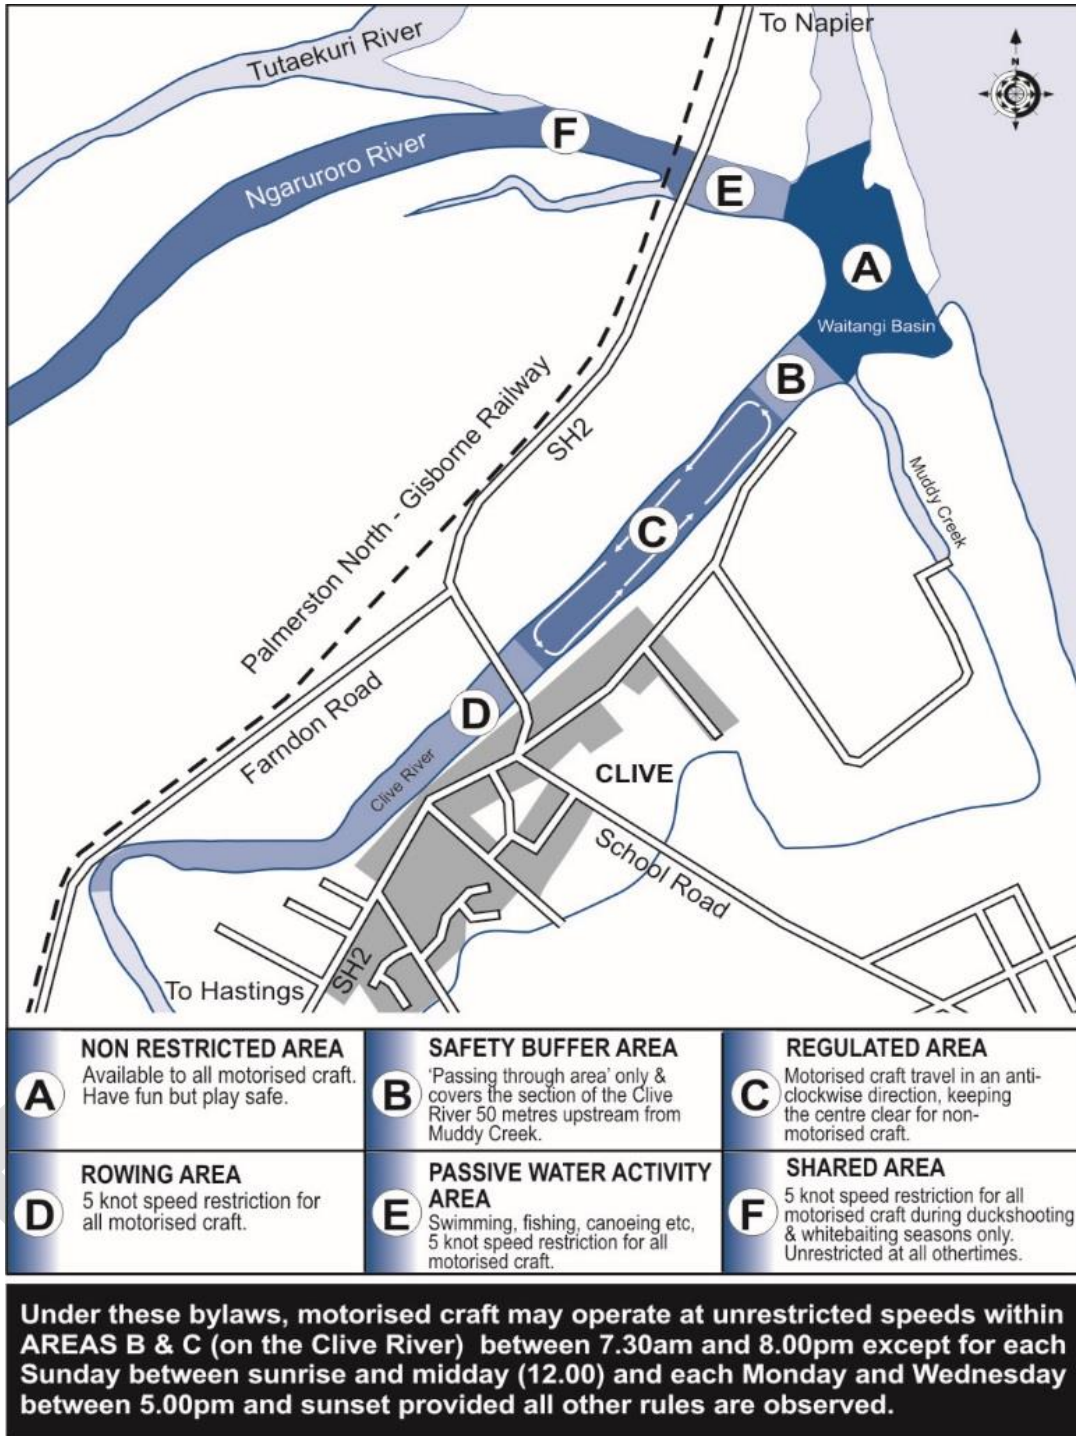 To Napier
Tutaekuri River
N
F
Ngaruroro River
E
A
Waitangi Basin
B
Palmerston North - Gisborne Railway
SH2
Muddy Creek
C
D
Farndon Road
Clive River
CLIVE
School Road
SH2
To Hastings
A
NON RESTRICTED AREA
Available to all motorised craft.
Have fun but play safe.
B
SAFETY BUFFER AREA
'Passing through area' only &
covers the section of the Clive
River 50 metres upstream from
Muddy Creek.
C
REGULATED AREA
Motorised craft travel in an anti-
clockwise direction, keeping
the centre clear for non-
motorised craft.
D
ROWING AREA
5 knot speed restriction for
all motorised craft.
E
PASSIVE WATER ACTIVITY
AREA
Swimming, fishing, canoeing etc,
5 knot speed restriction for all
motorised craft.
F
SHARED AREA
5 knot speed restriction for all
motorised craft during duckshooting
& whitebaiting seasons only.
Unrestricted at all othertimes.
Under these bylaws, motorised craft may operate at unrestricted speeds within
AREAS B & C (on the Clive River) between 7.30am and 8.00pm except for each
Sunday between sunrise and midday (12.00) and each Monday and Wednesday
between 5.00pm and sunset provided all other rules are observed.